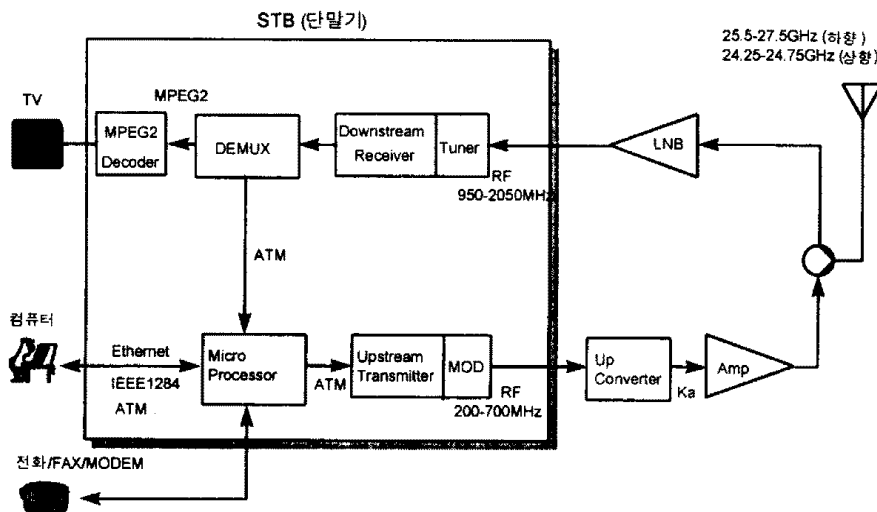 STB (단말기)
25.5-27.5GHz (하향)
24.25-24.75GHz (상향)
TV
MPEG2
MPEG2
Decoder
DEMUX
Downstream
Receiver
Tuner
LNB
RF
950-2050MHz
ATM
컴퓨터
Ethernet
IEEE1284
ATM
Micro
Processor
ATM
Upstream
Transmitter
MOD
RF
200-700MHz
Up
Converter
Ka
Amp
전화/FAX/MODEM